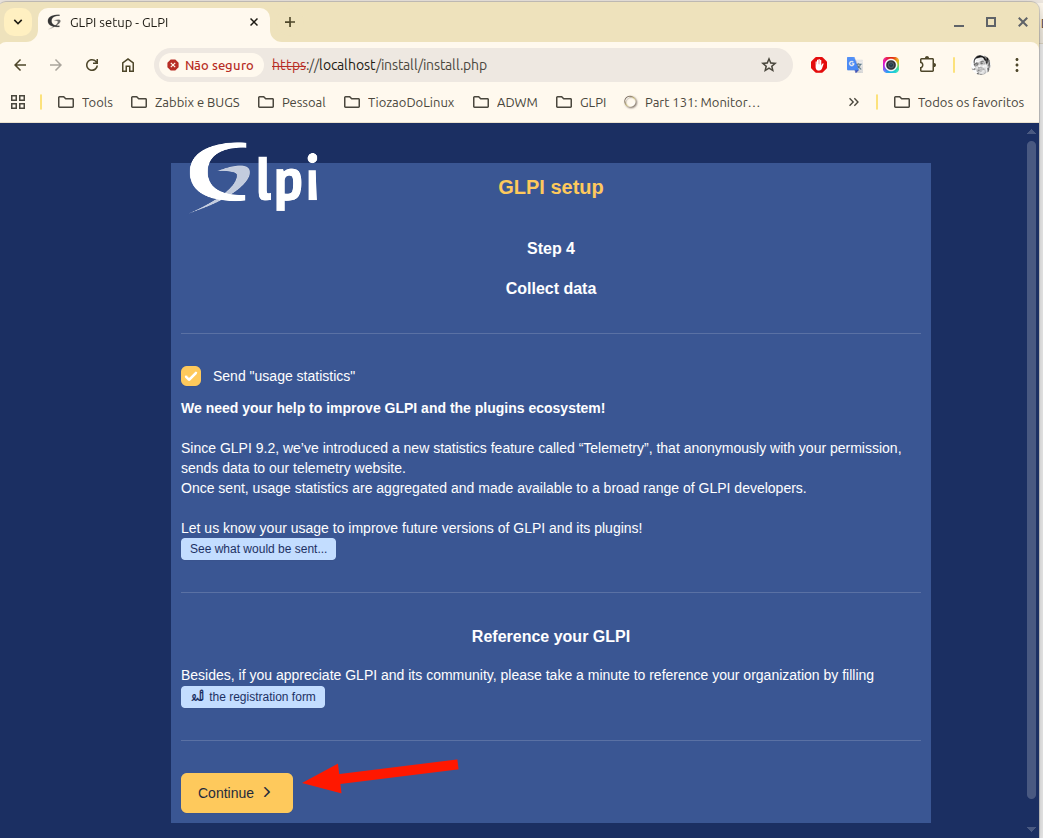 GLPI setup - GLPI
Não seguro https://localhost/install/install.php
Tools Zabbix e BUGS Pessoal TiozaoDoLinux ADWM GLPI Part 131: Monitor… Todos os favoritos
Glpi
GLPI setup
Step 4
Collect data
Send "usage statistics"
We need your help to improve GLPI and the plugins ecosystem!
Since GLPI 9.2, we’ve introduced a new statistics feature called “Telemetry”, that anonymously with your permission,
sends data to our telemetry website.
Once sent, usage statistics are aggregated and made available to a broad range of GLPI developers.
Let us know your usage to improve future versions of GLPI and its plugins!
See what would be sent...
Reference your GLPI
Besides, if you appreciate GLPI and its community, please take a minute to reference your organization by filling
the registration form
Continue